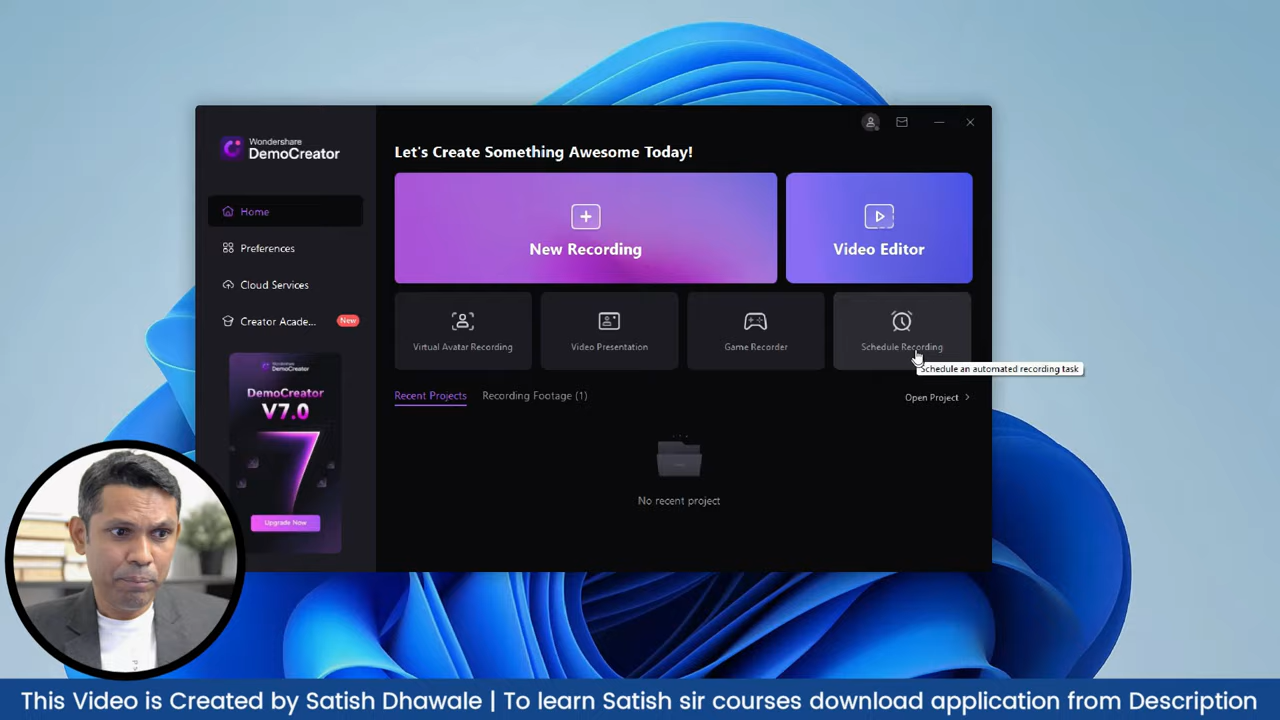 Wondershare
DemoCreator
Let's Create Something Awesome Today!
Home
Preferences
Cloud Services
Creator Acade...
New
New Recording
Video Editor
Virtual Avatar Recording
Video Presentation
Game Recorder
Schedule Recording
Schedule an automated recording task
Recent Projects
Recording Footage (1)
Open Project
No recent project
Wondershare
DemoCreator
DemoCreator
V7.0
7
Upgrade Now
This Video is Created by Satish Dhawale | To learn Satish sir courses download application from Description